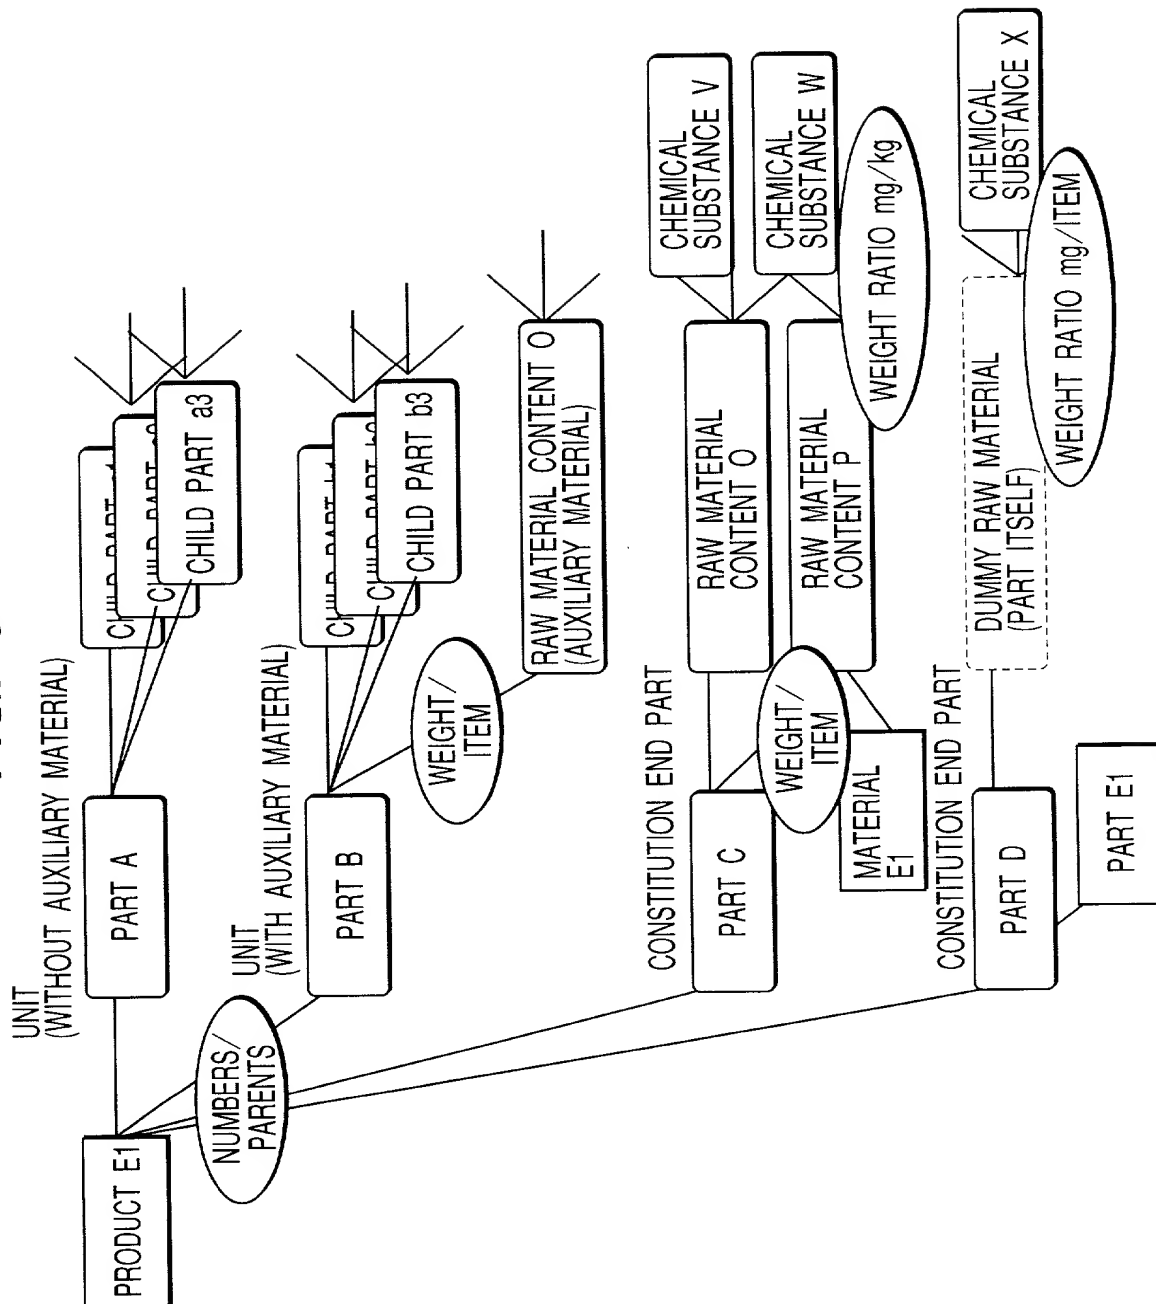 UNIT
(WITHOUT AUXILIARY MATERIAL)
PRODUCT E1
PART A
CHILD PART a3
NUMBERS/
PARENTS
UNIT
(WITH AUXILIARY MATERIAL)
PART B
CHILD PART b3
WEIGHT/
ITEM
RAW MATERIAL CONTENT O
(AUXILIARY MATERIAL)
CONSTITUTION END PART
PART C
RAW MATERIAL
CONTENT O
CHEMICAL
SUBSTANCE V
WEIGHT/
ITEM
RAW MATERIAL
CONTENT P
CHEMICAL
SUBSTANCE W
MATERIAL
E1
WEIGHT RATIO mg/kg
CONSTITUTION END PART
PART D
DUMMY RAW MATERIAL
(PART ITSELF)
CHEMICAL
SUBSTANCE X
WEIGHT RATIO mg/ITEM
PART E1